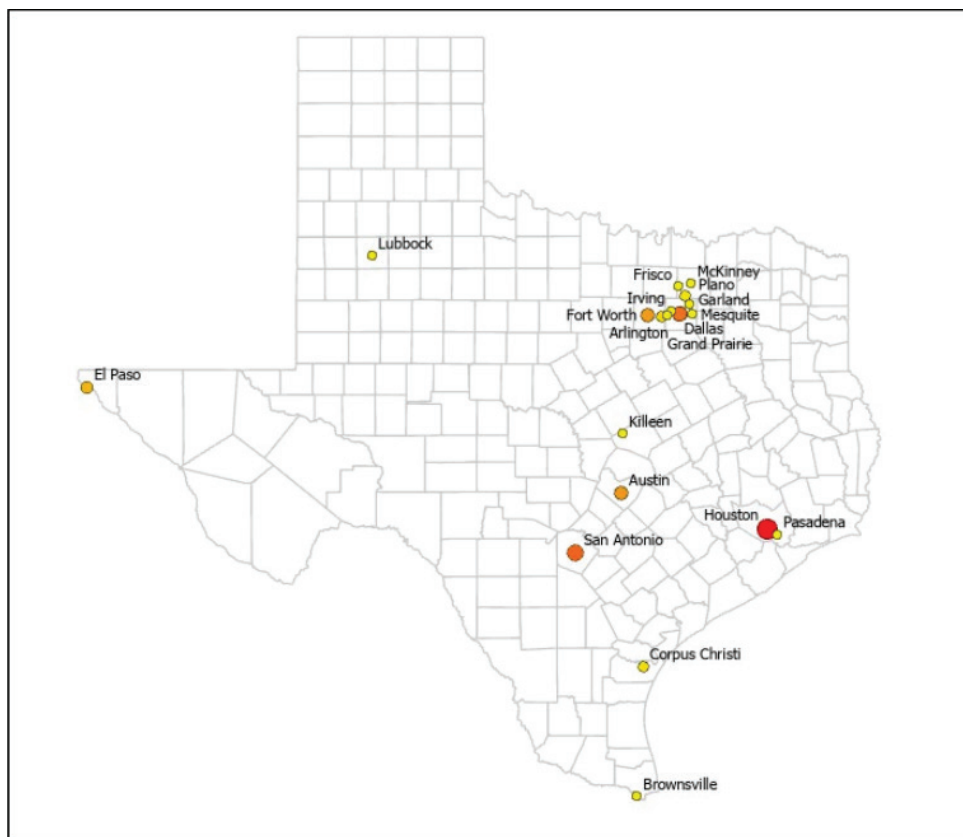 Lubbock
Frisco
McKinney
Plano
Irving
Garland
Fort Worth
Mesquite
Arlington
Dallas
Grand Prairie
El Paso
Killeen
Austin
Houston
Pasadena
San Antonio
Corpus Christi
Brownsville